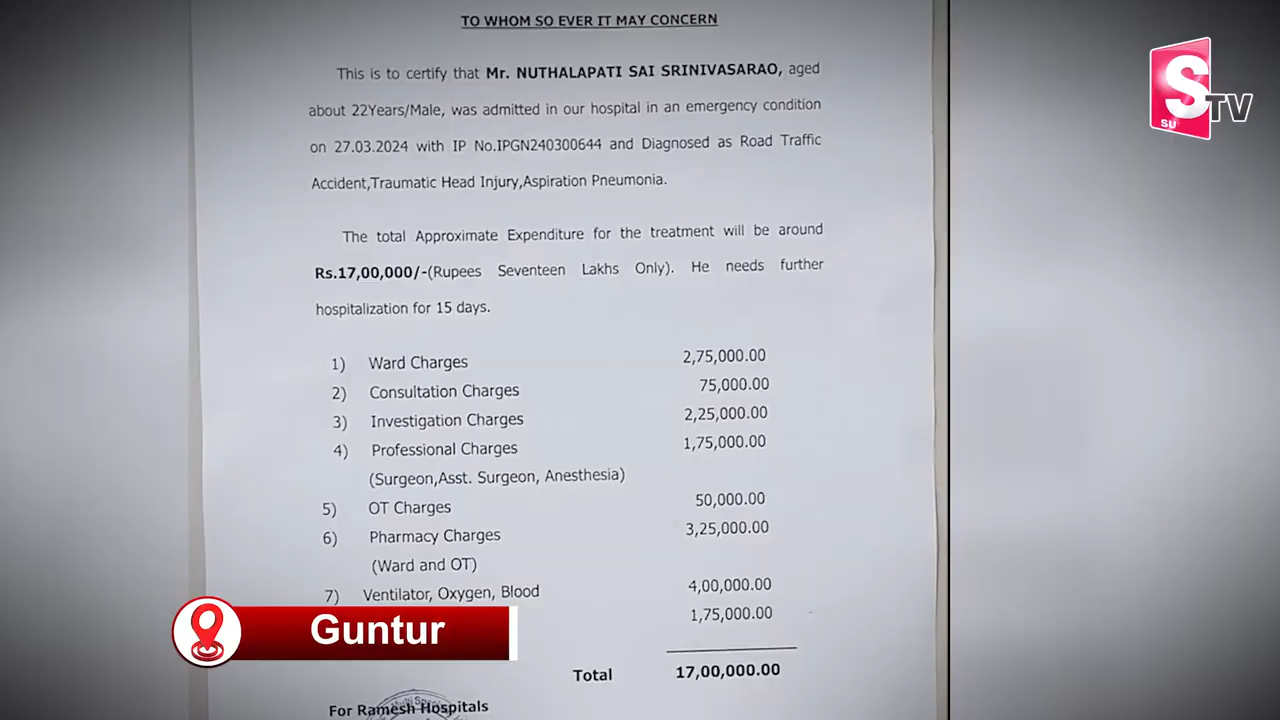 TO WHOM SO EVER IT MAY CONCERN
This is to certify that Mr. NUTHALAPATI SAI SRINIVASARAO, aged
about 22Years/Male, was admitted in our hospital in an emergency condition
on 27.03.2024 with IP No.IPGN240300644 and Diagnosed as Road Traffic
Accident,Traumatic Head Injury,Aspiration Pneumonia.
The total Approximate Expenditure for the treatment will be around
Rs.17,00,000/-(Rupees Seventeen Lakhs Only). He needs further
hospitalization for 15 days.
1) Ward Charges 2,75,000.00
2) Consultation Charges 75,000.00
3) Investigation Charges 2,25,000.00
4) Professional Charges 1,75,000.00
(Surgeon,Asst. Surgeon, Anesthesia)
5) OT Charges 50,000.00
6) Pharmacy Charges 3,25,000.00
(Ward and OT)
7) Ventilator, Oxygen, Blood 4,00,000.00
1,75,000.00
Total 17,00,000.00
For Ramesh Hospitals
Guntur
S TV
SU